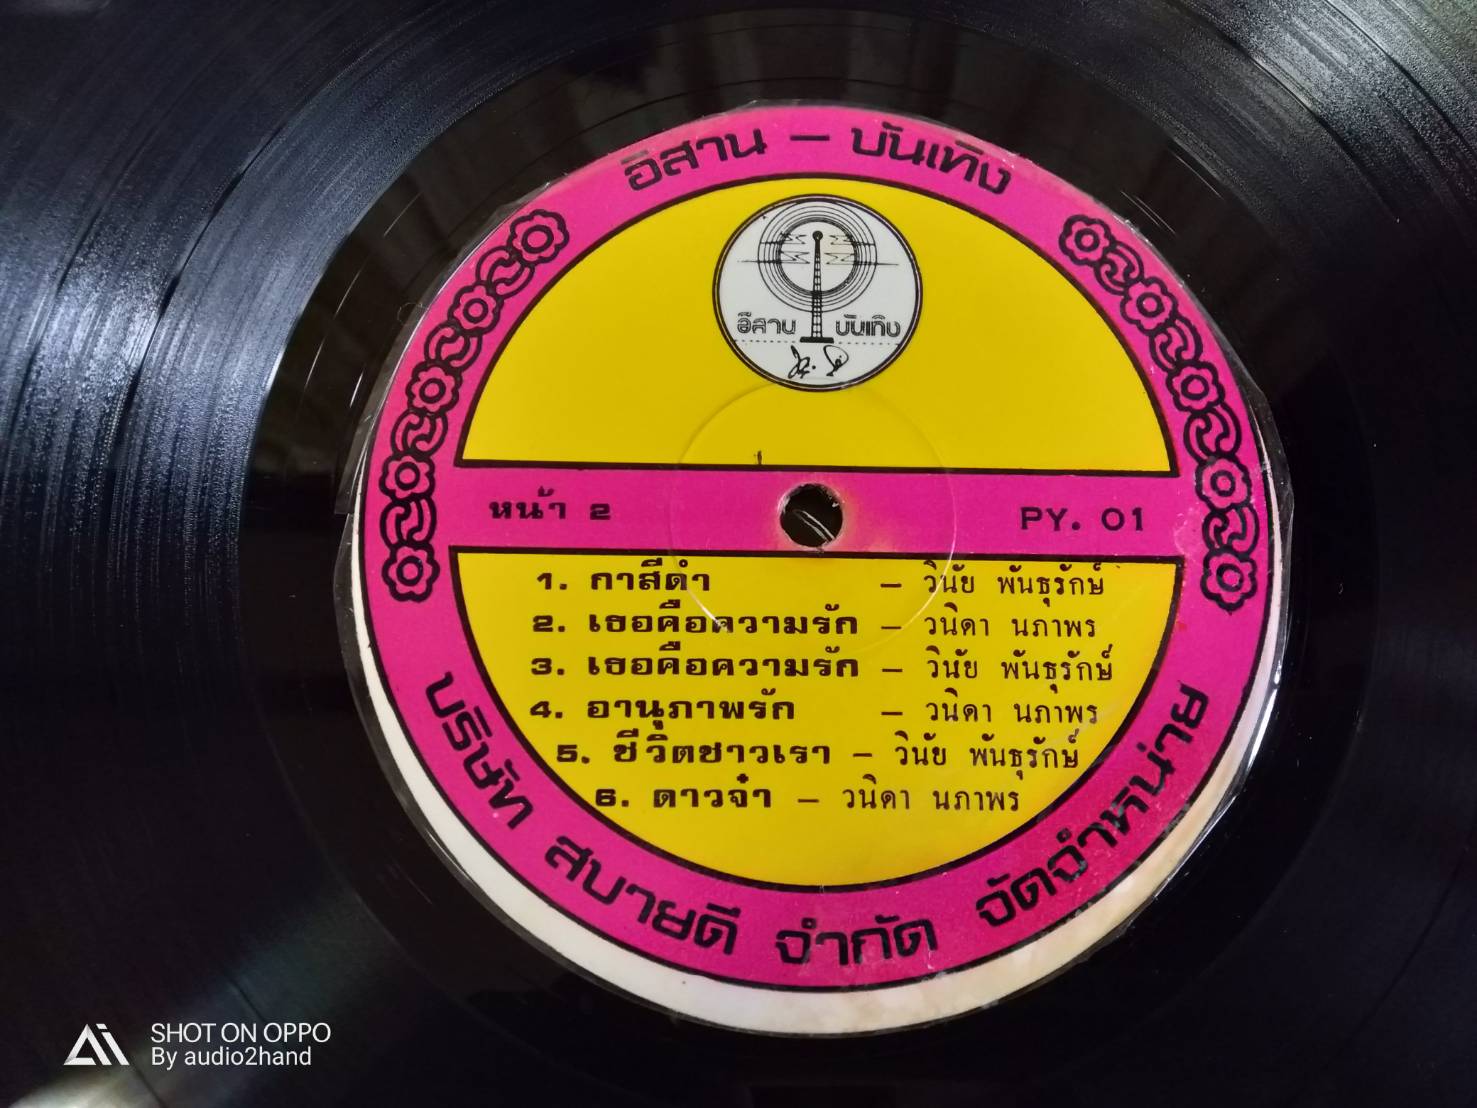 อีสาน – บันเทิง
อีสาน บันเทิง
หน้า 2 PY. 01
1. กาสีดำ – วินัย พันธุรักษ์
2. เธอคือความรัก – วนิดา นภาพร
3. เธอคือความรัก – วินัย พันธุรักษ์
4. อานุภาพรัก – วนิดา นภาพร
5. ชีวิตชาวเรา – วินัย พันธุรักษ์
6. ดาวจ๋า – วนิดา นภาพร
บริษัท สบายดี จำกัด จัดจำหน่าย
SHOT ON OPPO
By audio2hand